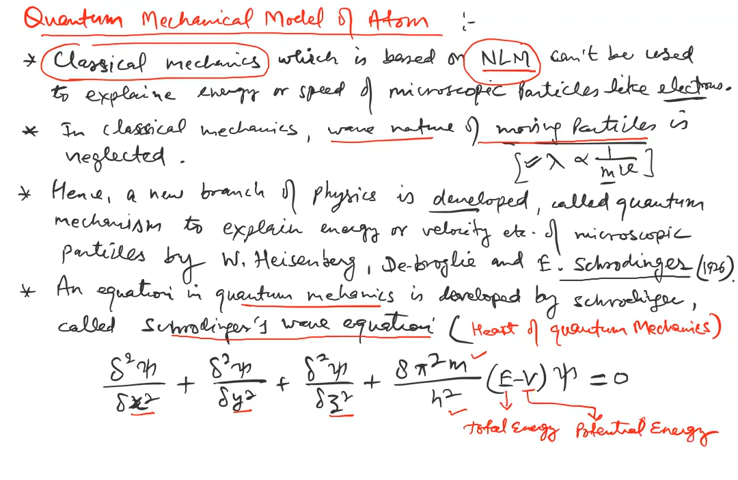 Quantum Mechanical Model of Atom :-
* Classical mechanics which is based on NLM can't be used
to explaine energy or speed of microscopic particles like electrons.
* In classical mechanics, wave nature of moving particles is
neglected. [λ ∝ 1/mv]
* Hence, a new branch of physics is developed, called quantum
mechanism to explain energy or velocity etc. of microscopic
particles by W. Heisenberg, De-broglie and E. Schrodinger (1926).
* An equation in quantum mehanics is developed by schrodinger,
called Schrodinger's wave equation (Heart of quantum Mechanics)
δ²ψ/δx² + δ²ψ/δy² + δ²ψ/δz² + 8π²m/h² (E-V) ψ = 0
Total Energy Potential Energy